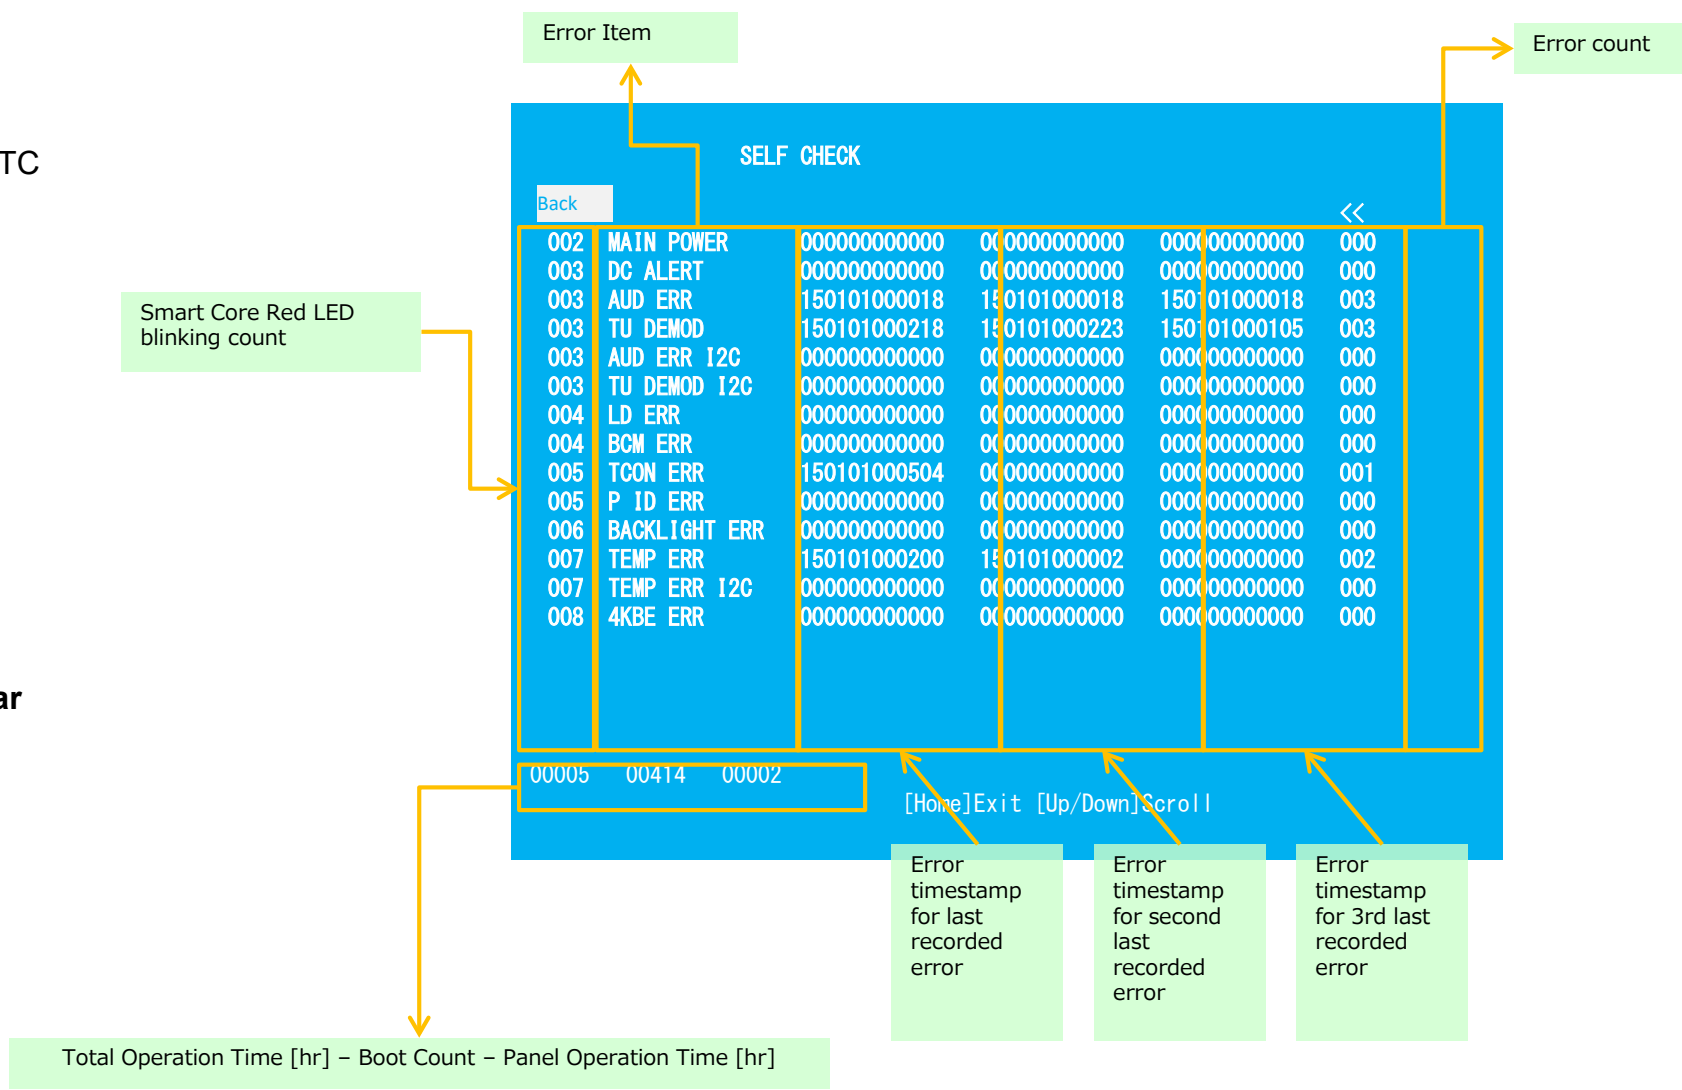 Error Item
Error count
TC
SELF CHECK
Back
<<
002 MAIN POWER 000000000000 000000000000 000000000000 000
003 DC ALERT 000000000000 000000000000 000000000000 000
003 AUD ERR 150101000018 150101000018 150101000018 003
003 TU DEMOD 150101000218 150101000223 150101000105 003
003 AUD ERR I2C 000000000000 000000000000 000000000000 000
003 TU DEMOD I2C 000000000000 000000000000 000000000000 000
004 LD ERR 000000000000 000000000000 000000000000 000
004 BCM ERR 000000000000 000000000000 000000000000 000
005 TCON ERR 150101000504 000000000000 000000000000 001
005 P ID ERR 000000000000 000000000000 000000000000 000
006 BACKLIGHT ERR 000000000000 000000000000 000000000000 000
007 TEMP ERR 150101000200 150101000002 000000000000 002
007 TEMP ERR I2C 000000000000 000000000000 000000000000 000
008 4KBE ERR 000000000000 000000000000 000000000000 000
Smart Core Red LED
blinking count
ar
00005 00414 00002
[Home]Exit [Up/Down]Scroll
Error
timestamp
for last
recorded
error
Error
timestamp
for second
last
recorded
error
Error
timestamp
for 3rd last
recorded
error
Total Operation Time [hr] – Boot Count – Panel Operation Time [hr]